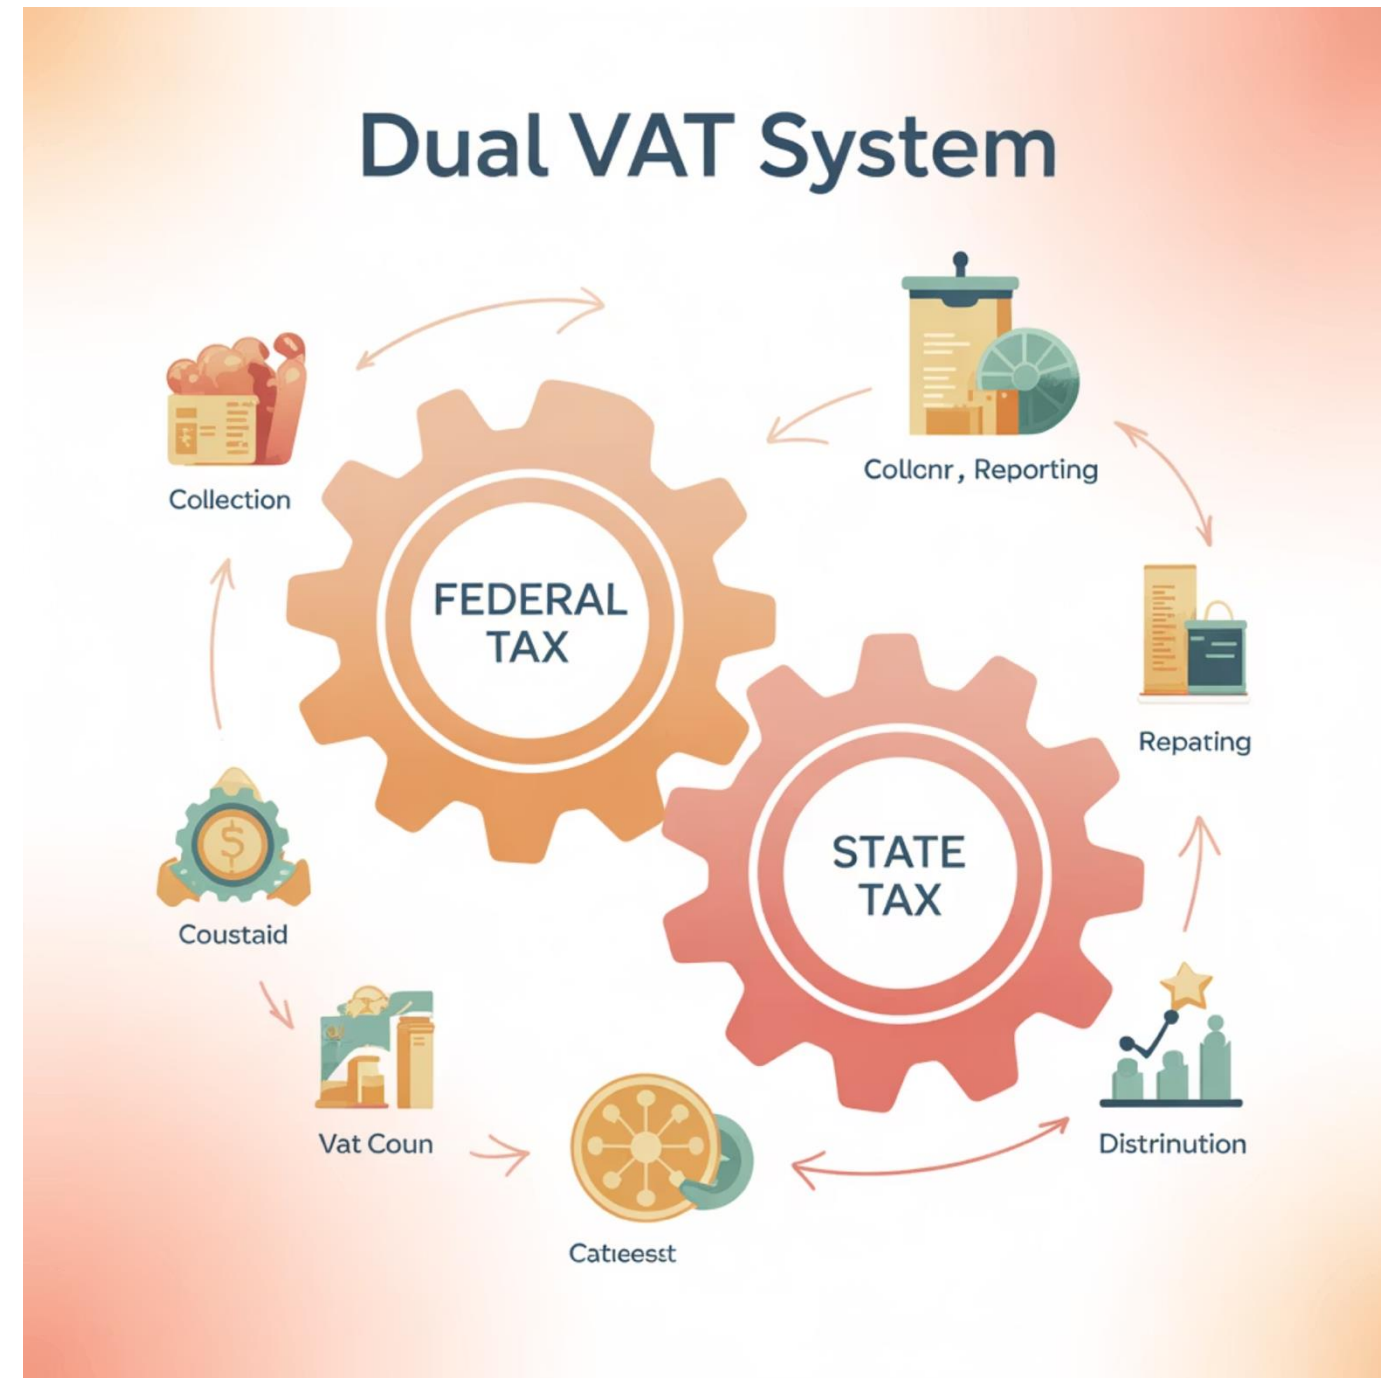 Dual VAT System
Collection
Collcnr, Reporting
FEDERAL
TAX
Repating
STATE
TAX
Coustaid
Vat Coun
Distrinution
Catieesst